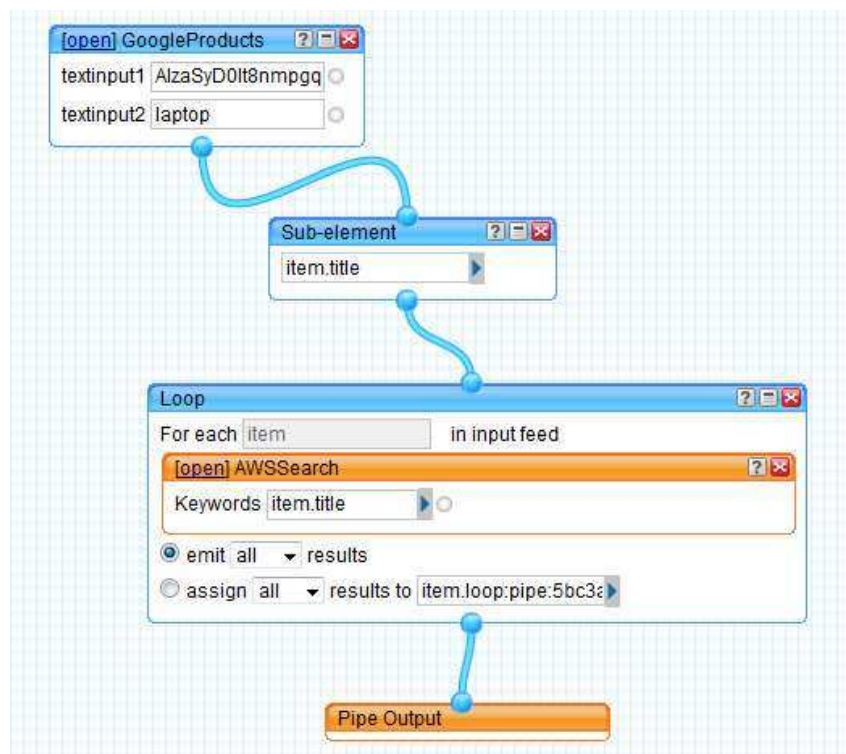 [open] GoogleProducts ?
textinput1 AIzaSyD0It8nmpgq
textinput2 laptop
Sub-element ?
item.title
Loop ?
For each item in input feed
[open] AWSSearch ?
Keywords item.title
emit all results
assign all results to item.loop:pipe:5bc3a
Pipe Output